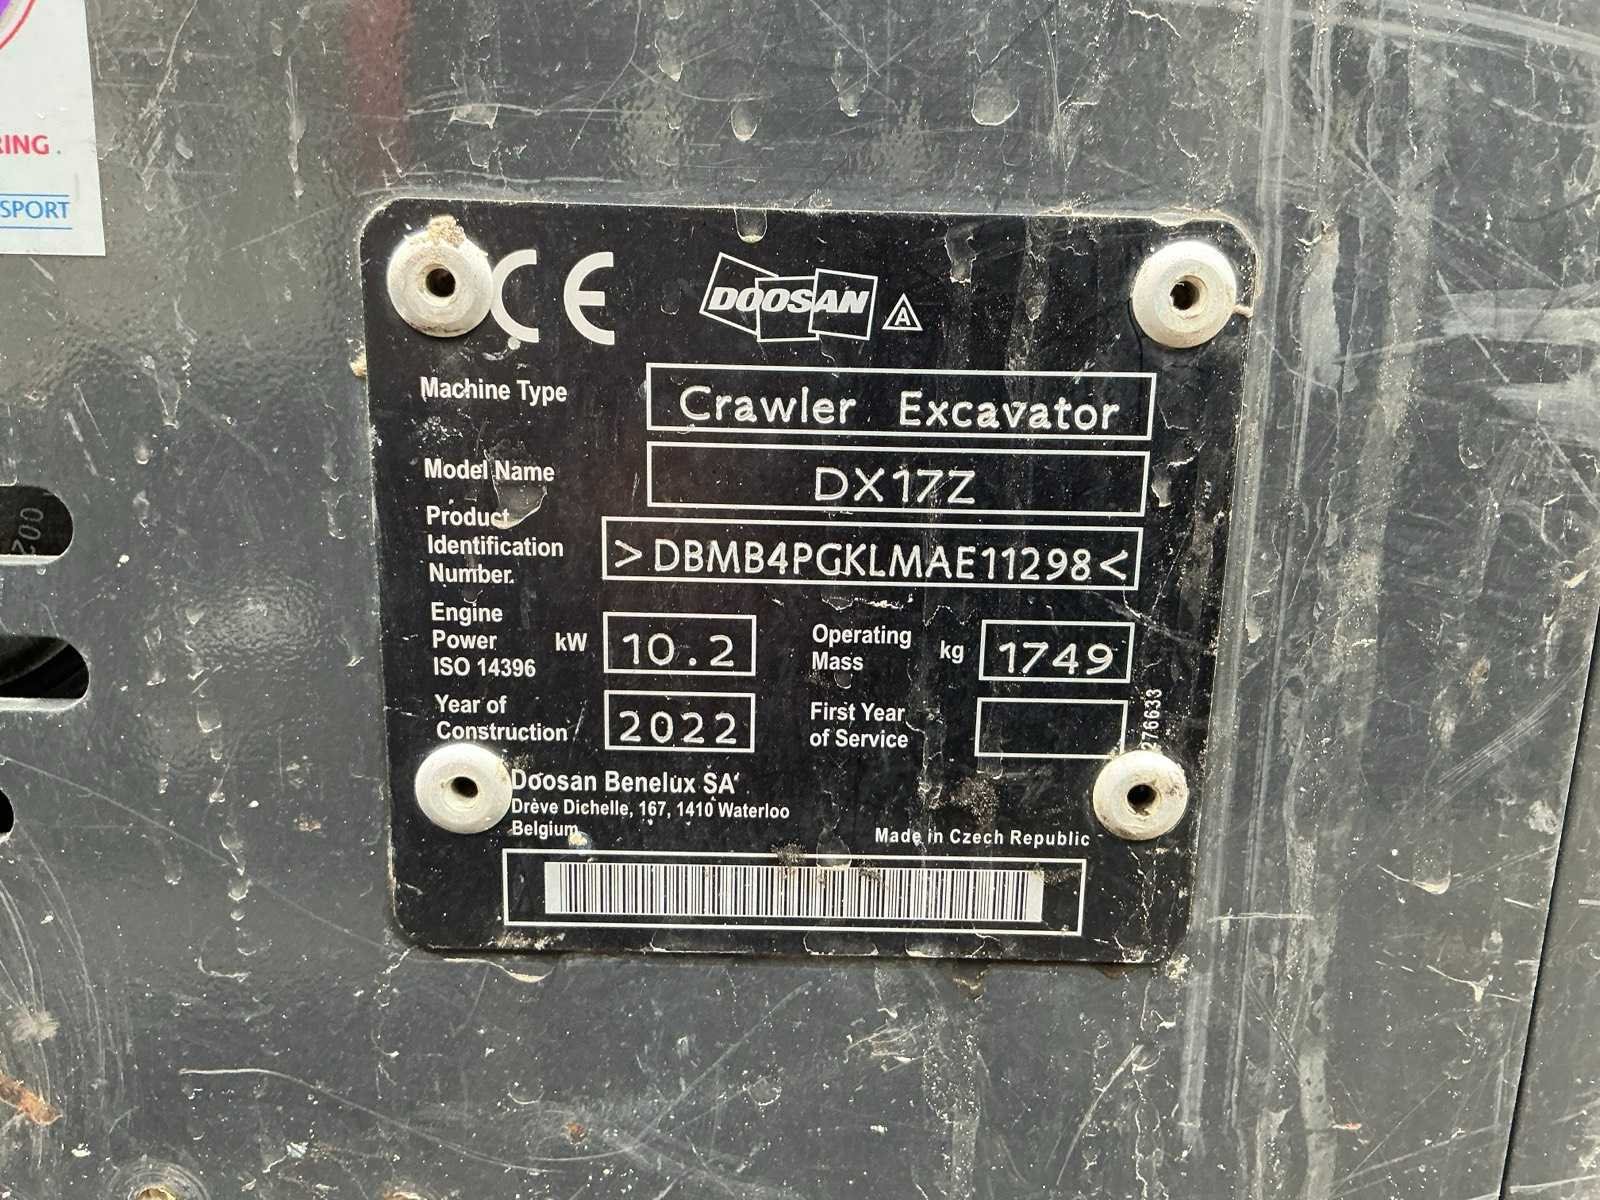 RING.
SPORT
002
CE DOOSAN A
Machine Type Crawler Excavator
Model Name DX17Z
Product
Identification
Number. >DBMB4PGKLMAE11298<
Engine
Power kW 10.2
ISO 14396
Operating
Mass kg 1749
Year of
Construction 2022
First Year
of Service
276633
Doosan Benelux SA
Drève Dichelle, 167, 1410 Waterloo
Belgium
Made in Czech Republic